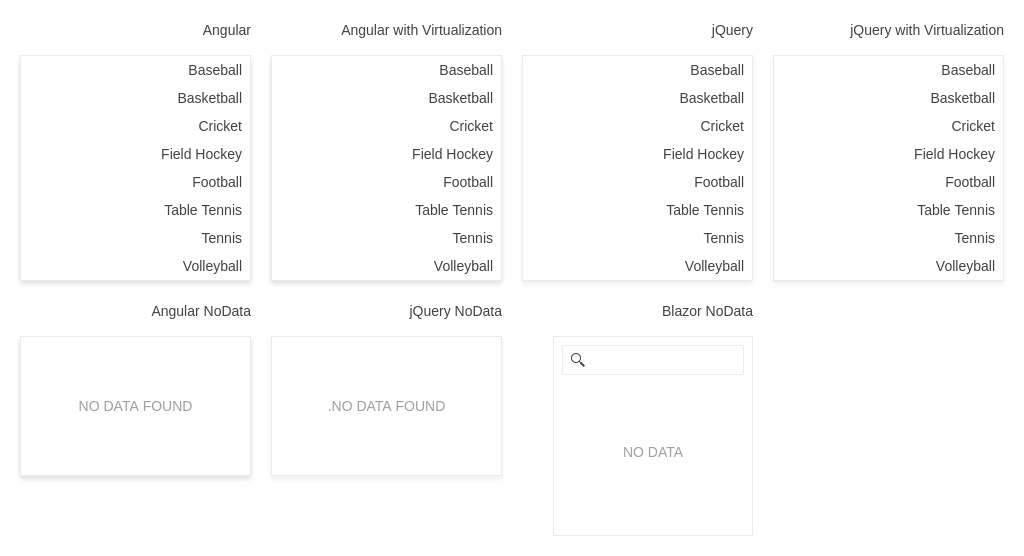 Angular
Baseball
Basketball
Cricket
Field Hockey
Football
Table Tennis
Tennis
Volleyball
Angular with Virtualization
Baseball
Basketball
Cricket
Field Hockey
Football
Table Tennis
Tennis
Volleyball
jQuery
Baseball
Basketball
Cricket
Field Hockey
Football
Table Tennis
Tennis
Volleyball
jQuery with Virtualization
Baseball
Basketball
Cricket
Field Hockey
Football
Table Tennis
Tennis
Volleyball
Angular NoData
NO DATA FOUND
jQuery NoData
.NO DATA FOUND
Blazor NoData
NO DATA